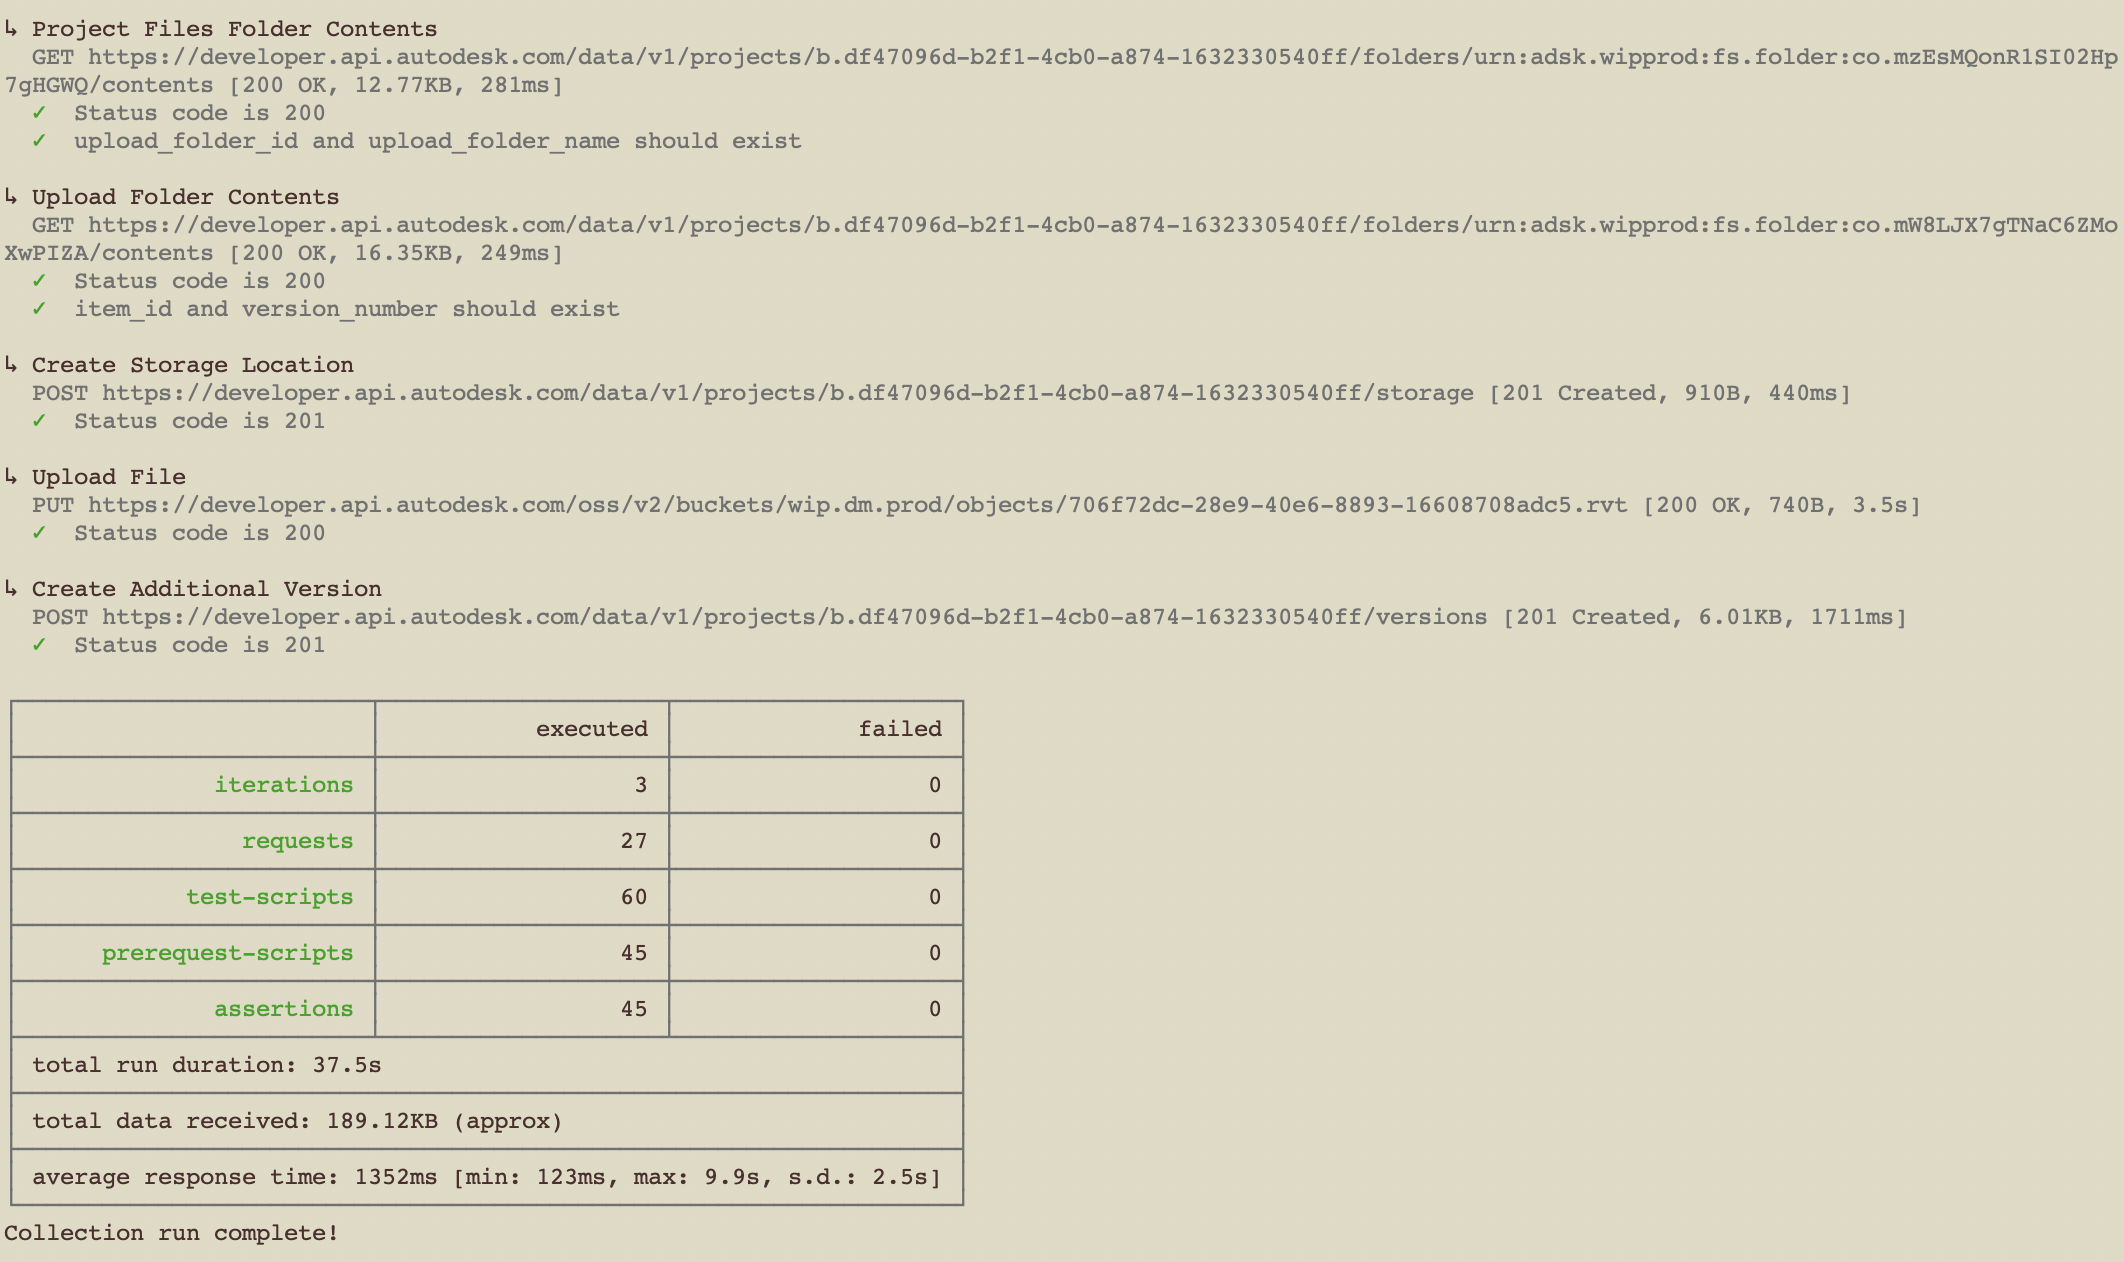 ↳ Project Files Folder Contents
GET https://developer.api.autodesk.com/data/v1/projects/b.df47096d-b2f1-4cb0-a874-1632330540ff/folders/urn:adsk.wipprod:fs.folder:co.mzEsMQonR1SI02Hp
7gHGWQ/contents [200 OK, 12.77KB, 281ms]
✓ Status code is 200
✓ upload_folder_id and upload_folder_name should exist
↳ Upload Folder Contents
GET https://developer.api.autodesk.com/data/v1/projects/b.df47096d-b2f1-4cb0-a874-1632330540ff/folders/urn:adsk.wipprod:fs.folder:co.mW8LJX7gTNaC6ZMo
XwPIZA/contents [200 OK, 16.35KB, 249ms]
✓ Status code is 200
✓ item_id and version_number should exist
↳ Create Storage Location
POST https://developer.api.autodesk.com/data/v1/projects/b.df47096d-b2f1-4cb0-a874-1632330540ff/storage [201 Created, 910B, 440ms]
✓ Status code is 201
↳ Upload File
PUT https://developer.api.autodesk.com/oss/v2/buckets/wip.dm.prod/objects/706f72dc-28e9-40e6-8893-16608708adc5.rvt [200 OK, 740B, 3.5s]
✓ Status code is 200
↳ Create Additional Version
POST https://developer.api.autodesk.com/data/v1/projects/b.df47096d-b2f1-4cb0-a874-1632330540ff/versions [201 Created, 6.01KB, 1711ms]
✓ Status code is 201
executed failed
iterations 3 0
requests 27 0
test-scripts 60 0
prerequest-scripts 45 0
assertions 45 0
total run duration: 37.5s
total data received: 189.12KB (approx)
average response time: 1352ms [min: 123ms, max: 9.9s, s.d.: 2.5s]
Collection run complete!